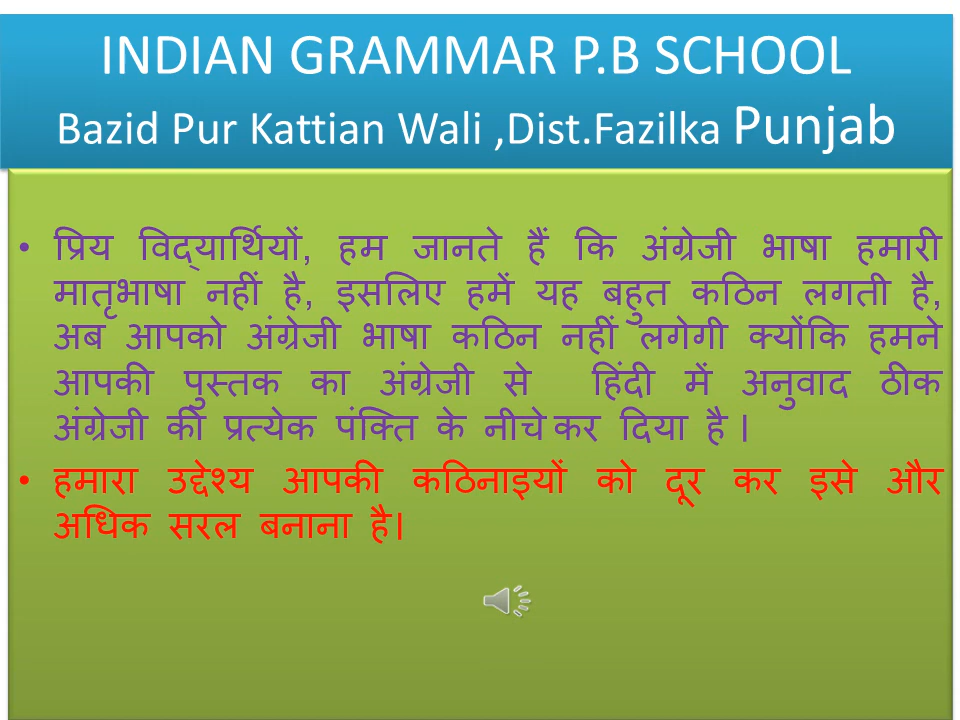 INDIAN GRAMMAR P.B SCHOOL
Bazid Pur Kattian Wali ,Dist.Fazilka Punjab
• प्रिय विद्यार्थियों, हम जानते हैं कि अंग्रेजी भाषा हमारी
मातृभाषा नहीं है, इसलिए हमें यह बहुत कठिन लगती है,
अब आपको अंग्रेजी भाषा कठिन नहीं लगेगी क्योंकि हमने
आपकी पुस्तक का अंग्रेजी से हिंदी में अनुवाद ठीक
अंग्रेजी की प्रत्येक पंक्ति के नीचे कर दिया है ।
• हमारा उद्देश्य आपकी कठिनाइयों को दूर कर इसे और
अधिक सरल बनाना है।